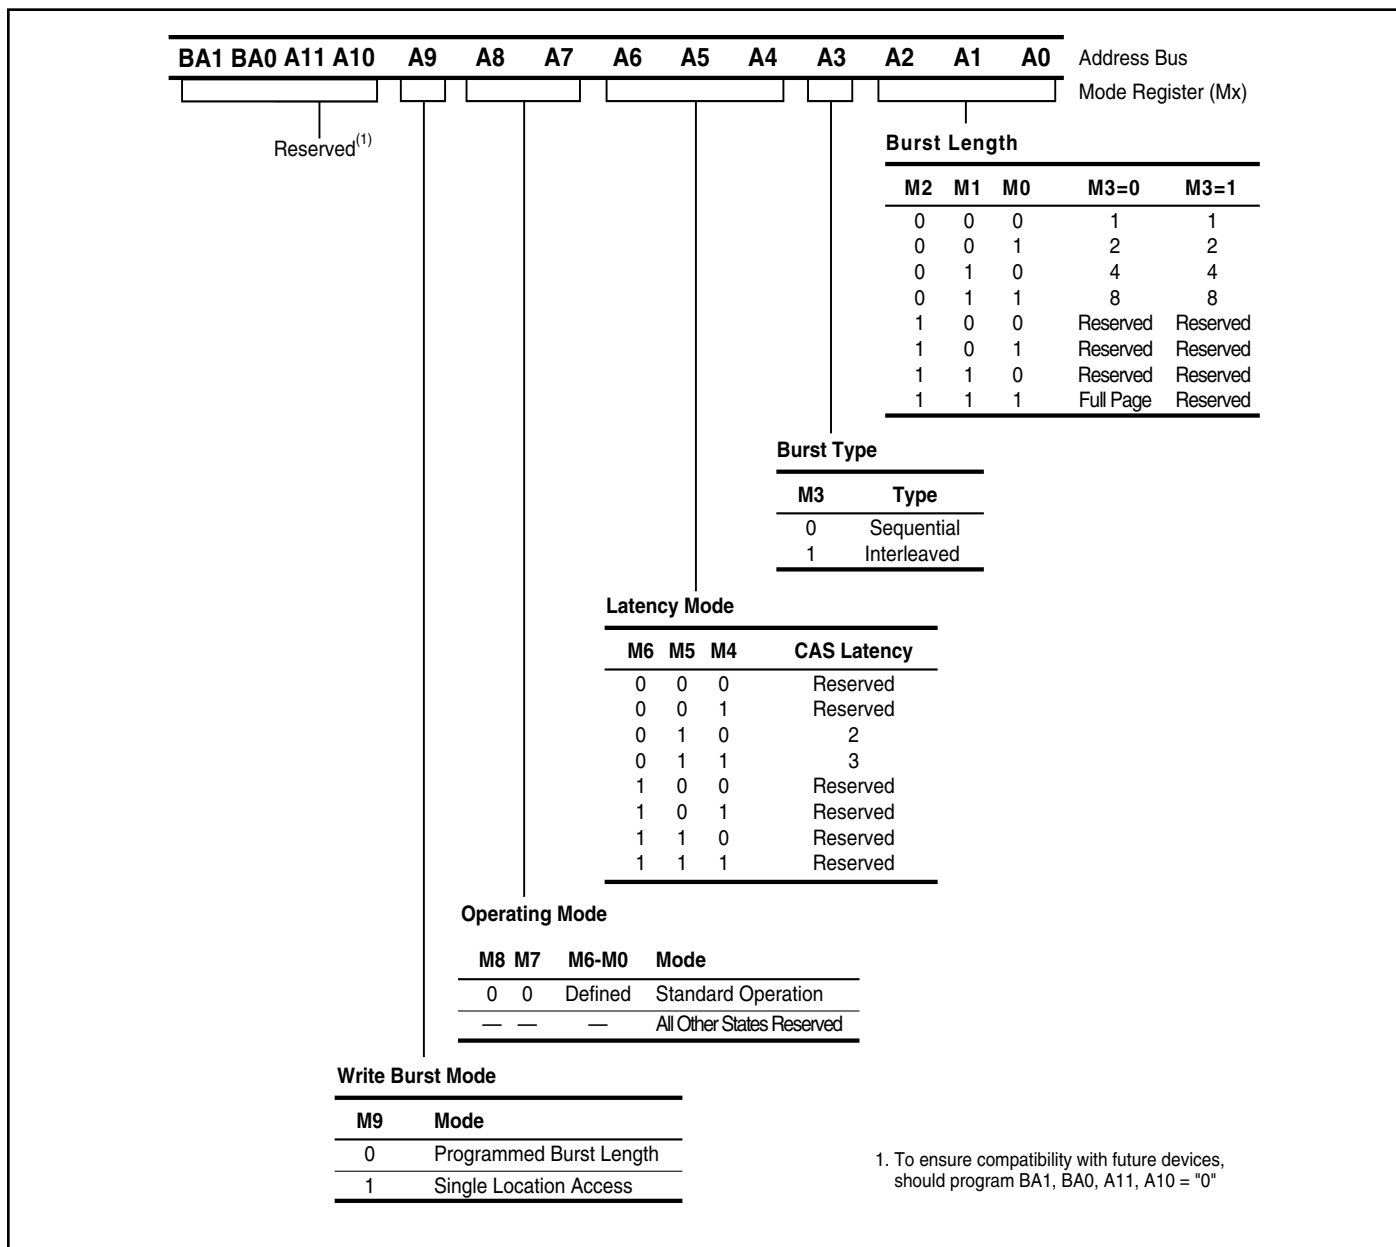 BA1 BA0 A11 A10 A9 A8 A7 A6 A5 A4 A3 A2 A1 A0 Address Bus
Mode Register (Mx)
Reserved(1)
Burst Length
M2 M1 M0 M3=0 M3=1
0 0 0 1 1
0 0 1 2 2
0 1 0 4 4
0 1 1 8 8
1 0 0 Reserved Reserved
1 0 1 Reserved Reserved
1 1 0 Reserved Reserved
1 1 1 Full Page Reserved
Burst Type
M3 Type
0 Sequential
1 Interleaved
Latency Mode
M6 M5 M4 CAS Latency
0 0 0 Reserved
0 0 1 Reserved
0 1 0 2
0 1 1 3
1 0 0 Reserved
1 0 1 Reserved
1 1 0 Reserved
1 1 1 Reserved
Operating Mode
M8 M7 M6-M0 Mode
0 0 Defined Standard Operation
— — — All Other States Reserved
Write Burst Mode
M9 Mode
0 Programmed Burst Length
1 Single Location Access
1. To ensure compatibility with future devices,
should program BA1, BA0, A11, A10 = "0"